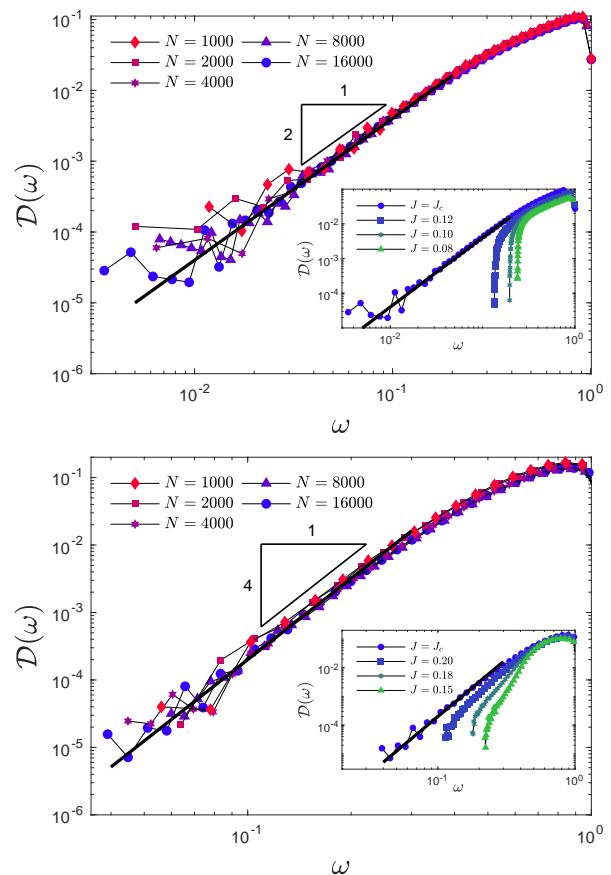 10^-1
10^-2
10^-3
10^-4
10^-5
10^-6
D(ω)
N = 1000
N = 2000
N = 4000
N = 8000
N = 16000
1
2
10^-2
10^-1
10^0
ω
J = J_c
J = 0.12
J = 0.10
J = 0.08
D(ω)
10^-2
10^-4
10^-2
10^-1
10^0
ω
10^-1
10^-2
10^-3
10^-4
10^-5
10^-6
D(ω)
N = 1000
N = 2000
N = 4000
N = 8000
N = 16000
1
4
10^-1
10^0
ω
J = J_c
J = 0.20
J = 0.18
J = 0.15
D(ω)
10^-2
10^-4
10^-1
10^0
ω